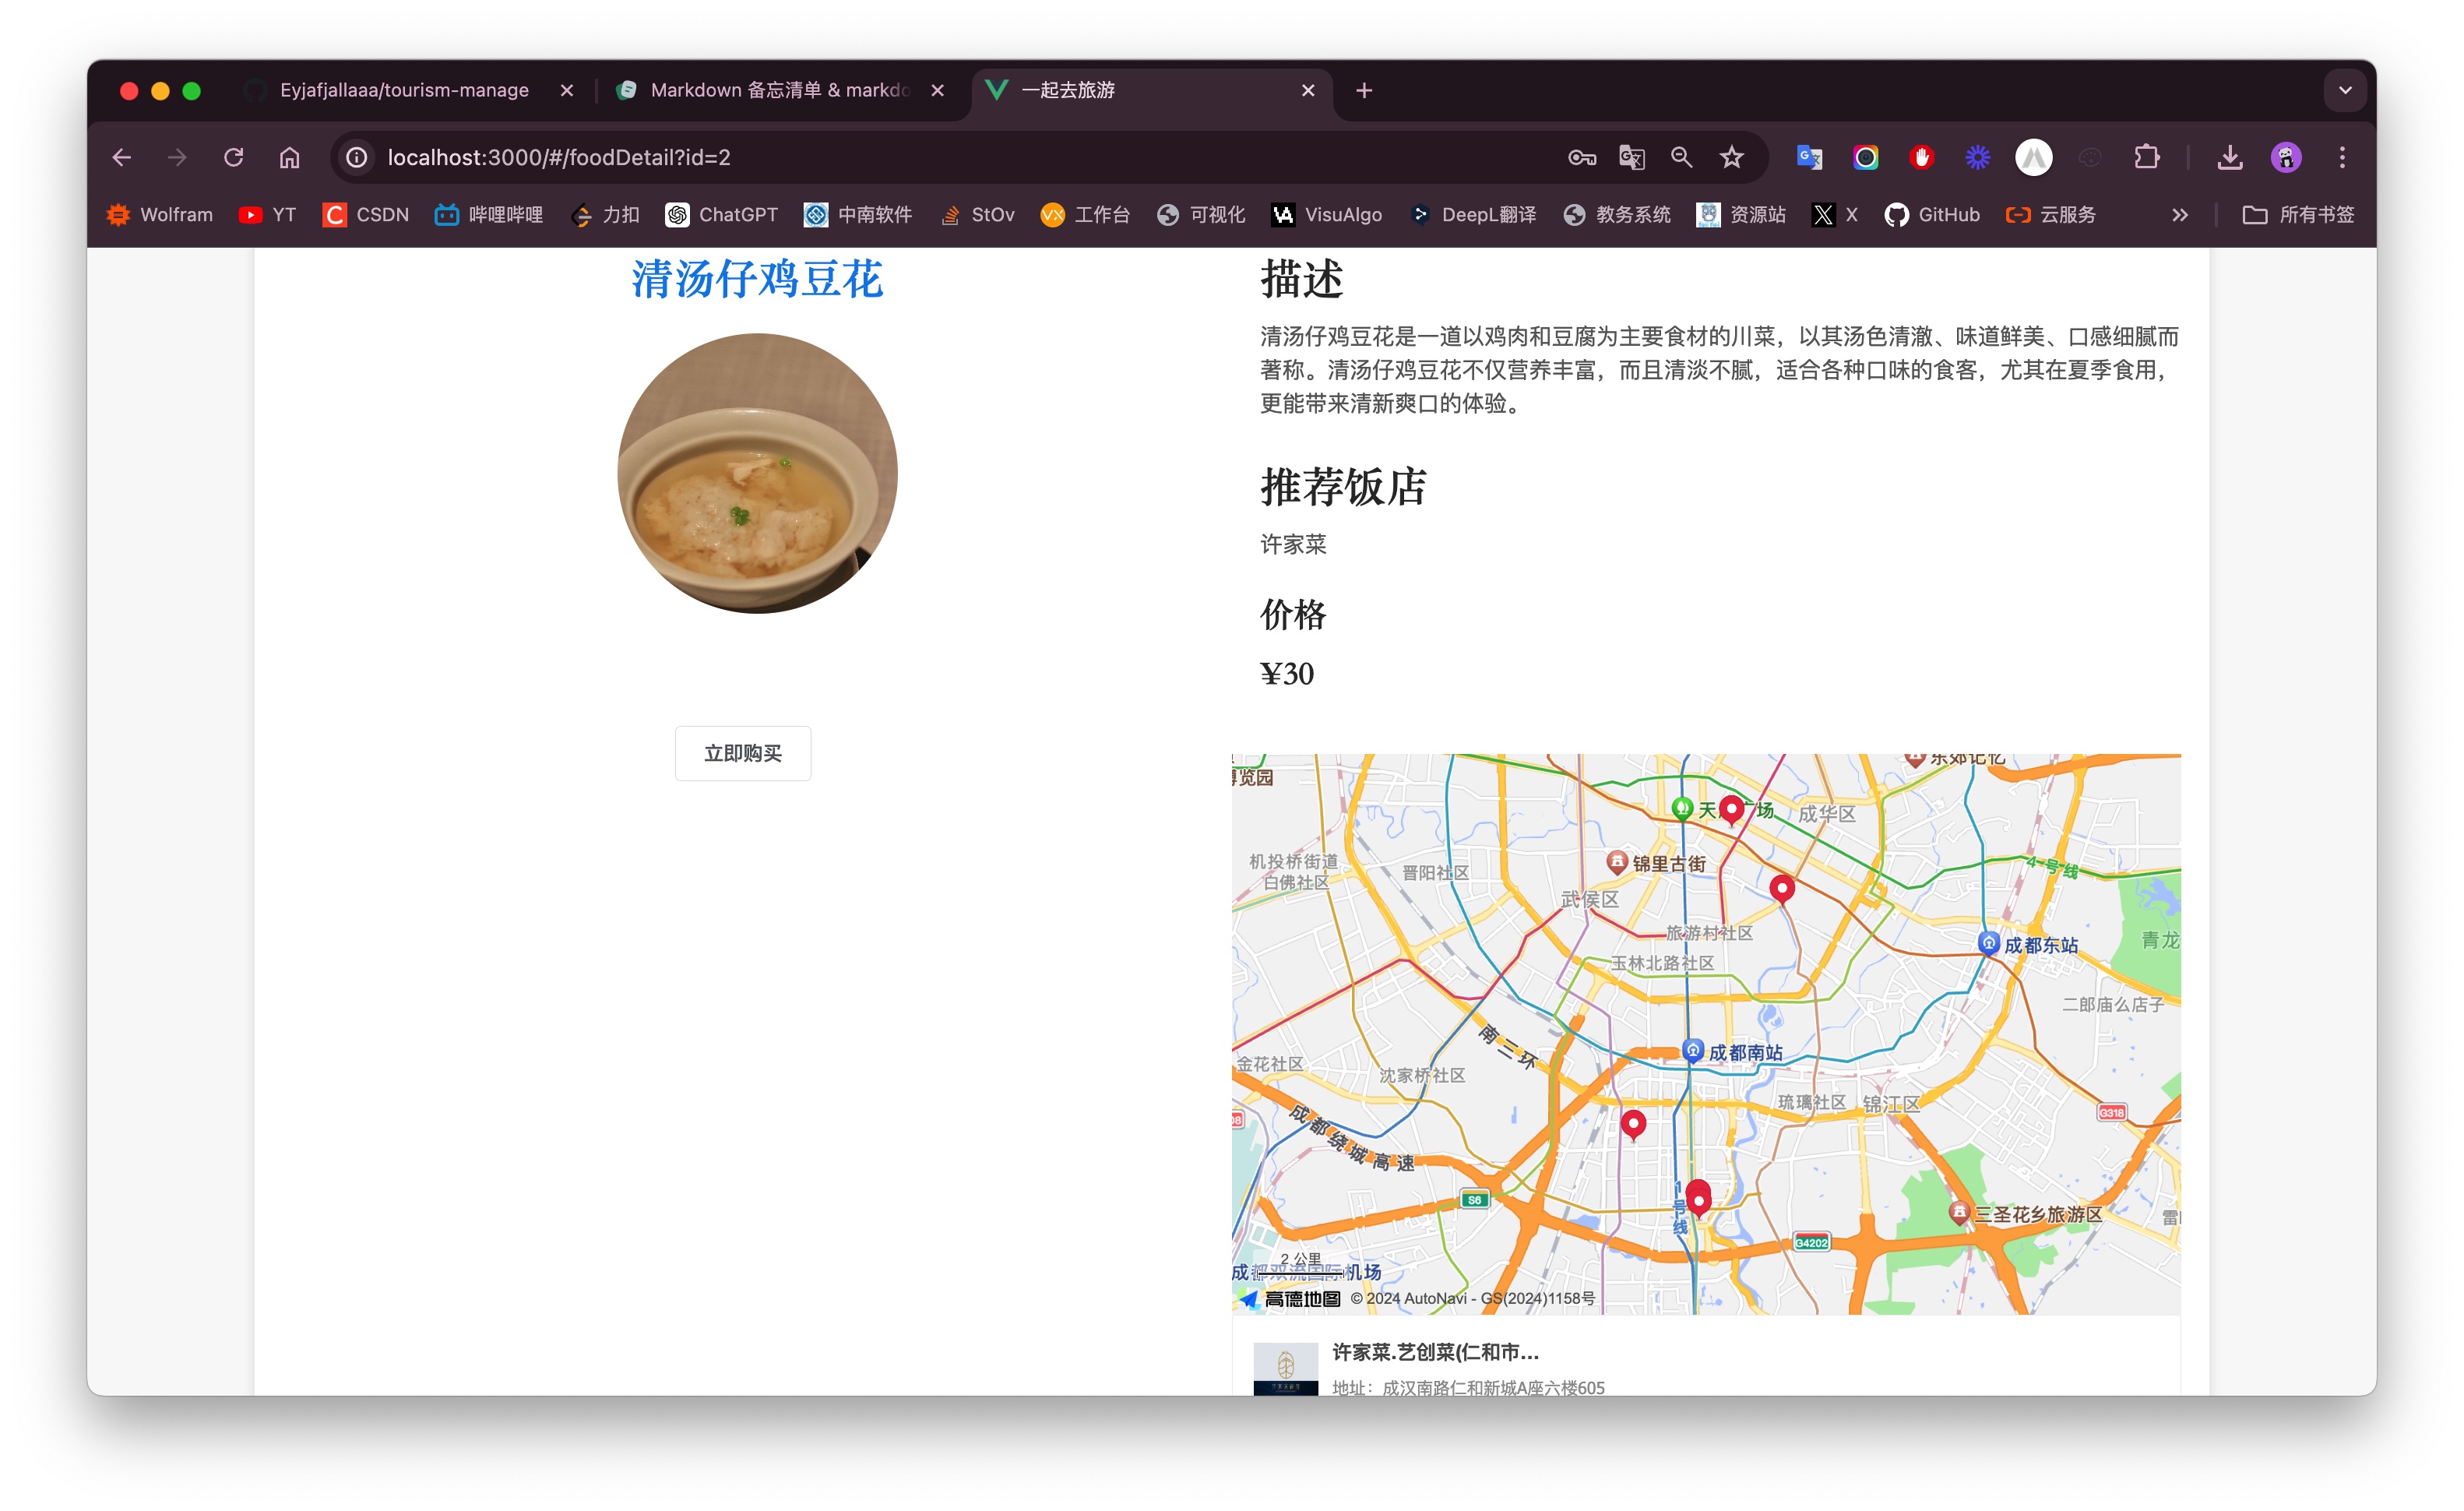 Eyjafjallaaa/tourism-manage
Markdown 备忘清单 & markdo
一起去旅游
localhost:3000/#/foodDetail?id=2
Wolfram YT CSDN 哔哩哔哩 力扣 ChatGPT 中南软件 StOv 工作台 可视化 VisuAlgo DeepL翻译 教务系统 资源站 X GitHub 云服务 所有书签
清汤仔鸡豆花
立即购买
描述
清汤仔鸡豆花是一道以鸡肉和豆腐为主要食材的川菜，以其汤色清澈、味道鲜美、口感细腻而
著称。清汤仔鸡豆花不仅营养丰富，而且清淡不腻，适合各种口味的食客，尤其在夏季食用，
更能带来清新爽口的体验。
推荐饭店
许家菜
价格
¥30
东郊记忆
博览园
天 广场
成华区
机投桥街道
白佛社区
晋阳社区
锦里古街
4号线
武侯区
旅游村社区
青龙
成都东站
玉林北路社区
二郎庙么店子
南三环
成都南站
金花社区
沈家桥社区
琉璃社区
锦江区
G318
成都绕城高速
S6
1号线
三圣花乡旅游区
G4202
2 公里
成都双流国际机场
高德地图 © 2024 AutoNavi - GS(2024)1158号
许家菜.艺创菜(仁和市...
地址：成汉南路仁和新城A座六楼605